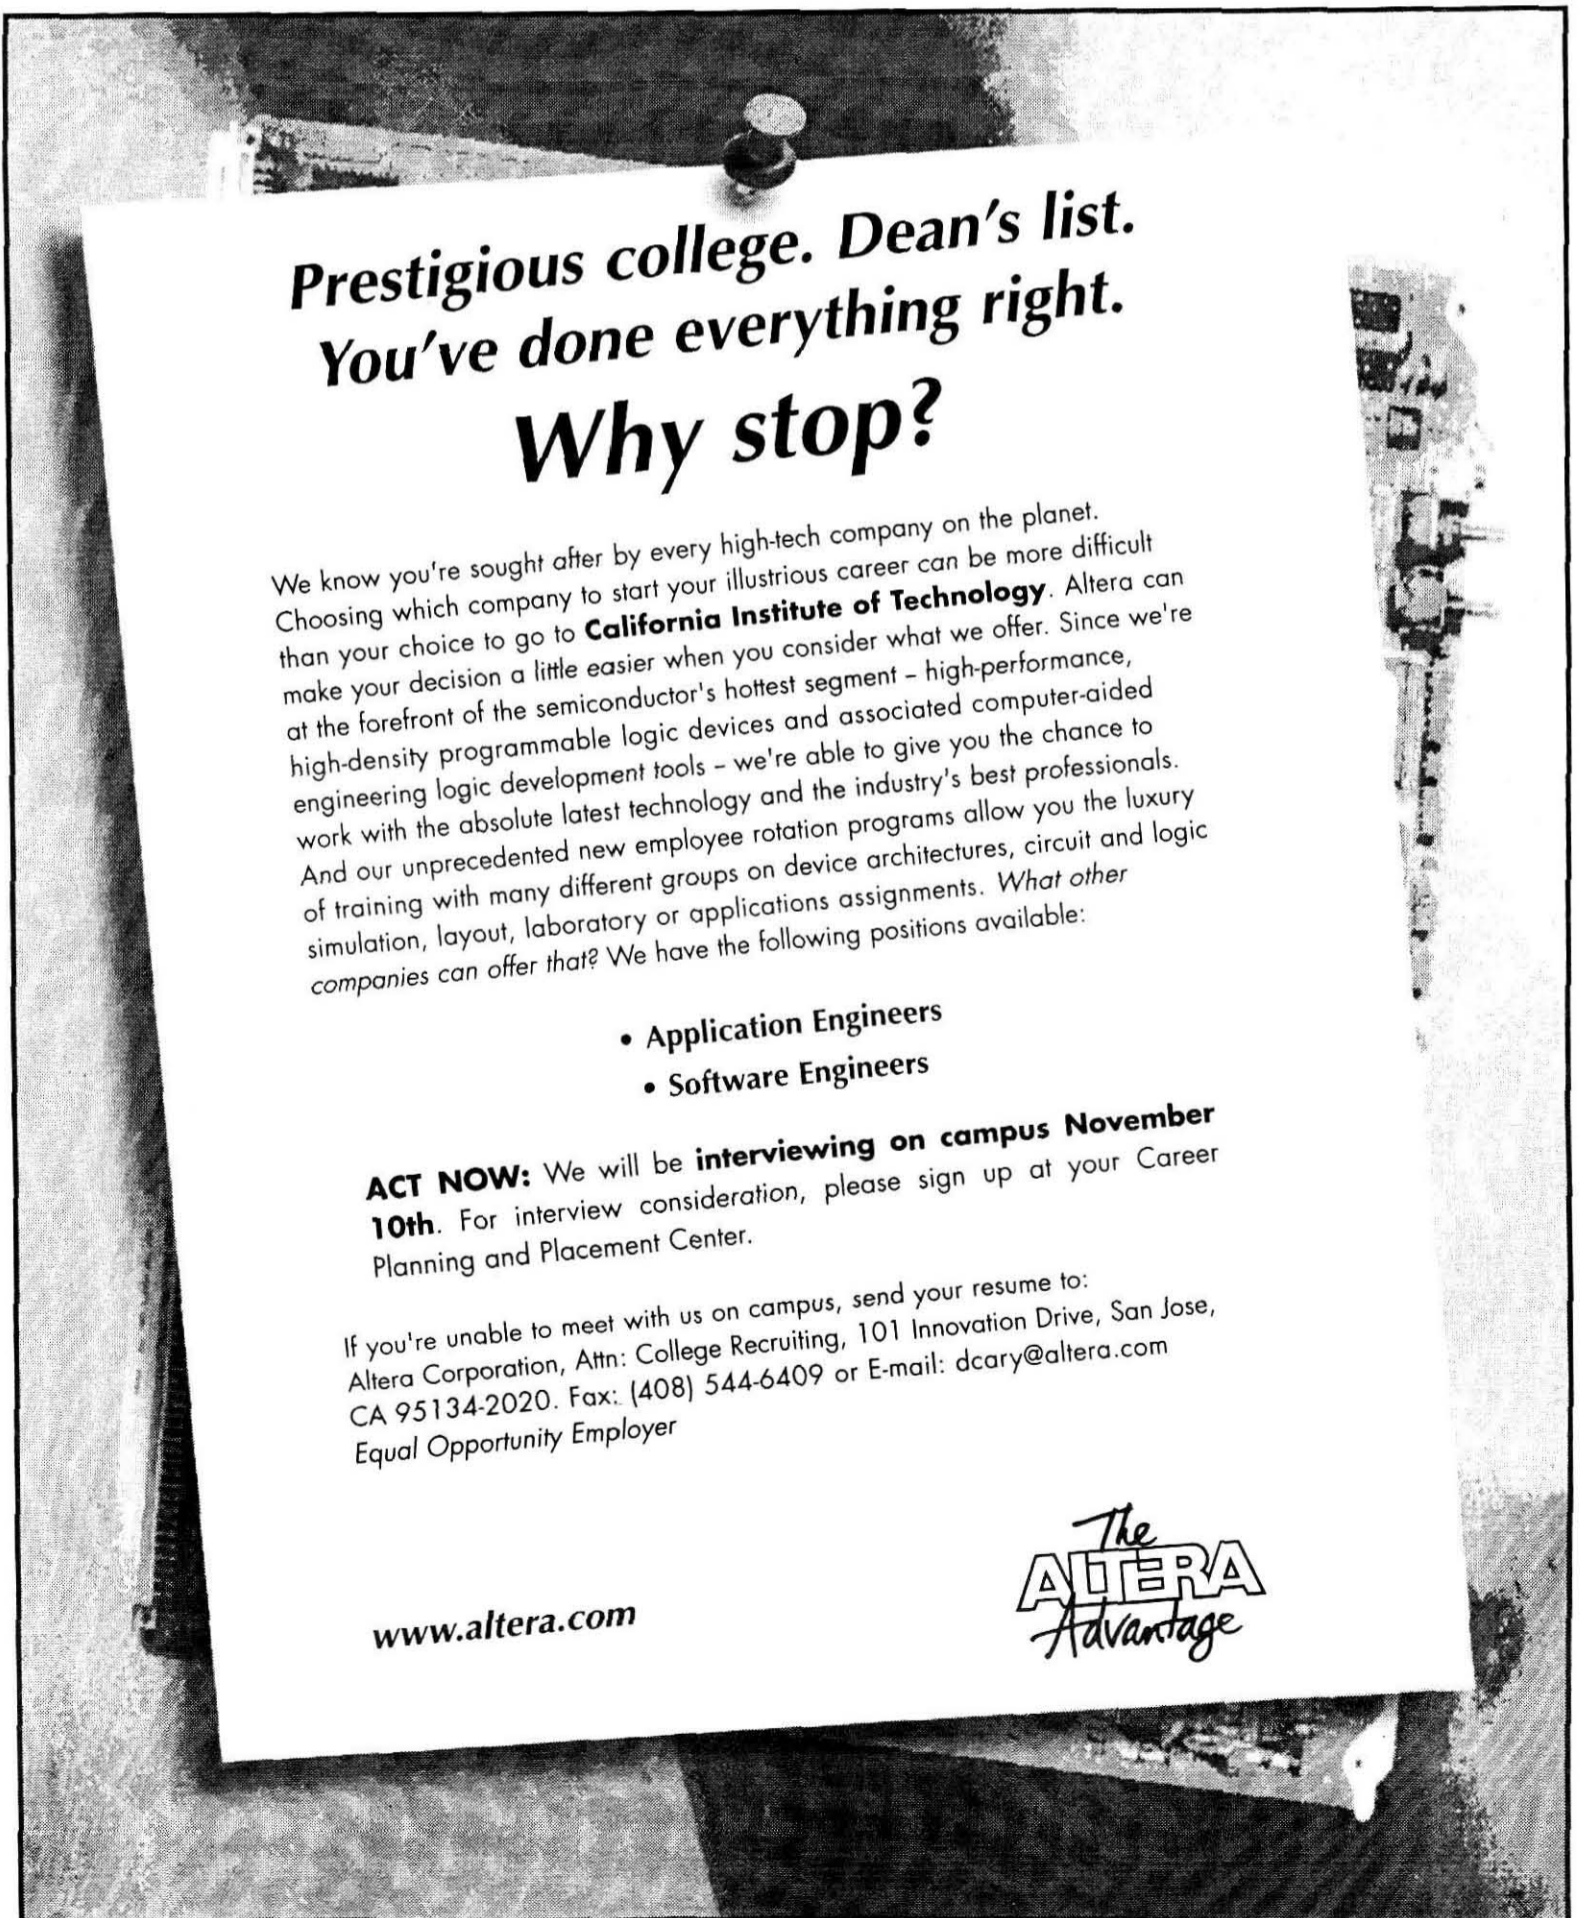 Prestigious college. Dean's list.
You've done everything right.
Why stop?
We know you're sought after by every high-tech company on the planet.
Choosing which company to start your illustrious career can be more difficult
than your choice to go to California Institute of Technology. Altera can
make your decision a little easier when you consider what we offer. Since we're
at the forefront of the semiconductor's hottest segment – high-performance,
high-density programmable logic devices and associated computer-aided
engineering logic development tools – we're able to give you the chance to
work with the absolute latest technology and the industry's best professionals.
And our unprecedented new employee rotation programs allow you the luxury
of training with many different groups on device architectures, circuit and logic
simulation, layout, laboratory or applications assignments. What other
companies can offer that? We have the following positions available:
• Application Engineers
• Software Engineers
ACT NOW: We will be interviewing on campus November
10th. For interview consideration, please sign up at your Career
Planning and Placement Center.
If you're unable to meet with us on campus, send your resume to:
Altera Corporation, Attn: College Recruiting, 101 Innovation Drive, San Jose,
CA 95134-2020. Fax: (408) 544-6409 or E-mail: dcary@altera.com
Equal Opportunity Employer
The
ALTERA
Advantage
www.altera.com